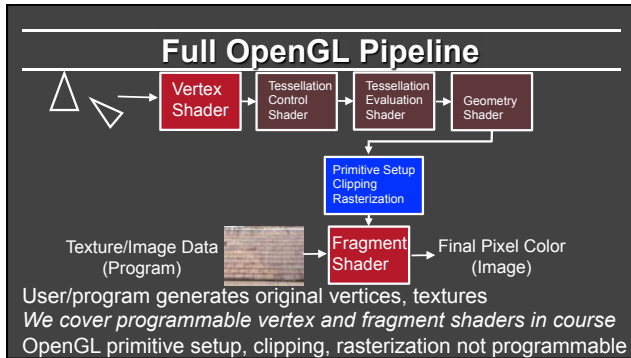 Full OpenGL Pipeline
Vertex
Shader
Tessellation
Control
Shader
Tessellation
Evaluation
Shader
Geometry
Shader
Primitive Setup
Clipping
Rasterization
Texture/Image Data
(Program)
Fragment
Shader
Final Pixel Color
(Image)
User/program generates original vertices, textures
We cover programmable vertex and fragment shaders in course
OpenGL primitive setup, clipping, rasterization not programmable